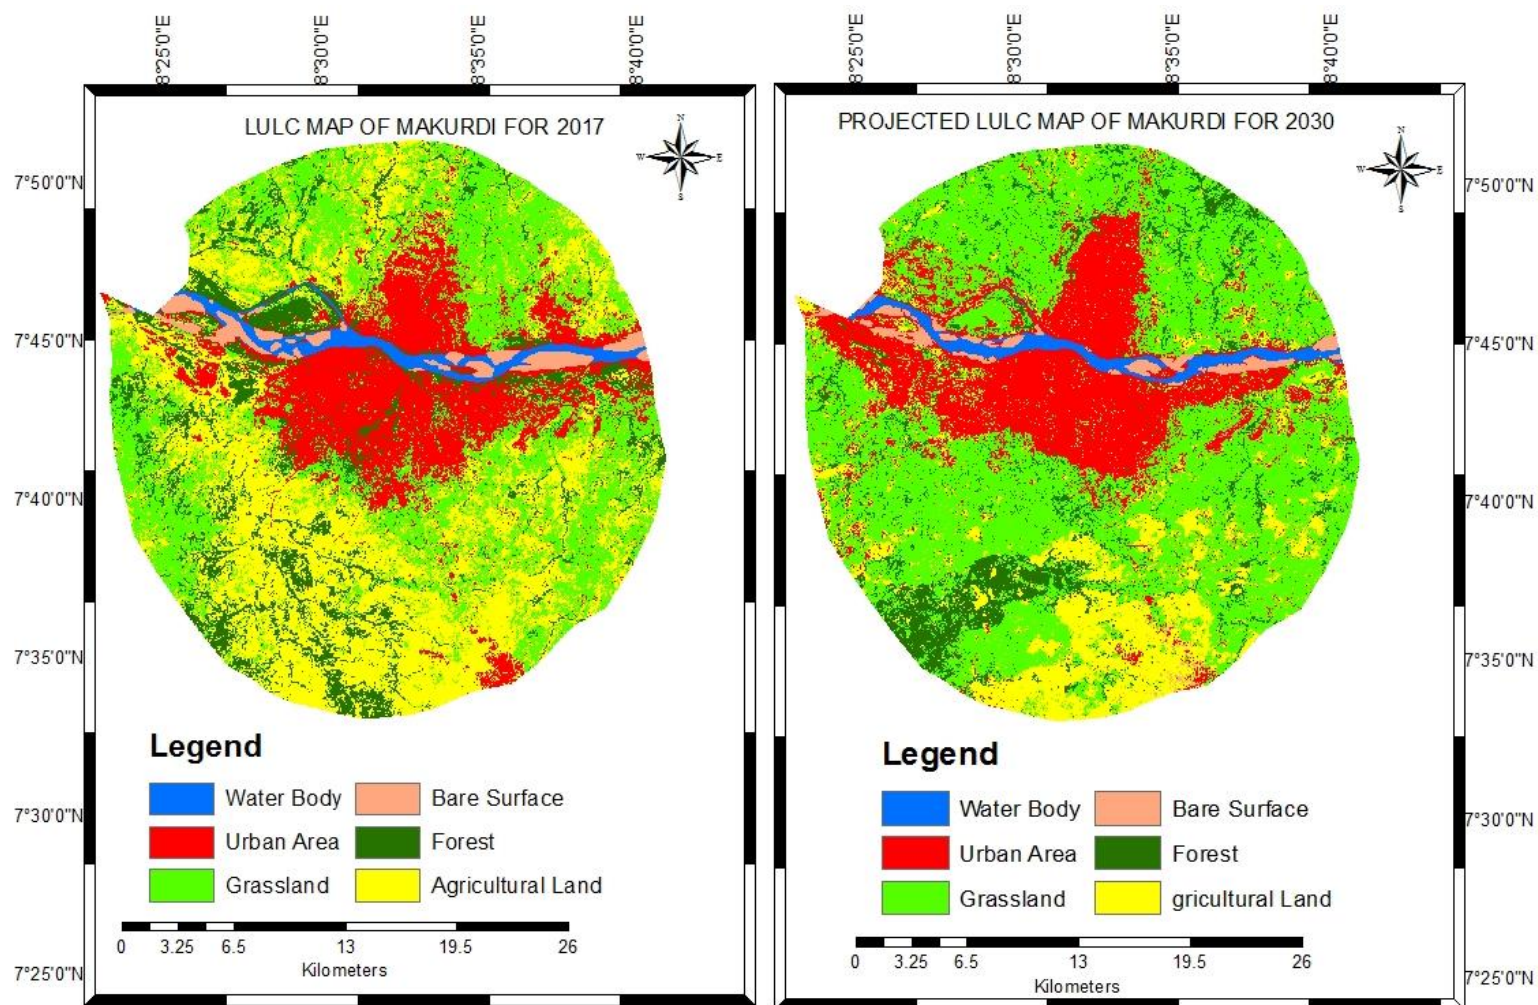 8°25'0"E 8°30'0"E 8°35'0"E 8°40'0"E
LULC MAP OF MAKURDI FOR 2017
N
W E
S
7°50'0"N
7°45'0"N
7°40'0"N
7°35'0"N
7°30'0"N
7°25'0"N
Legend
Water Body Bare Surface
Urban Area Forest
Grassland Agricultural Land
0 3.25 6.5 13 19.5 26
Kilometers
8°25'0"E 8°30'0"E 8°35'0"E 8°40'0"E
PROJECTED LULC MAP OF MAKURDI FOR 2030
N
W E
S
7°50'0"N
7°45'0"N
7°40'0"N
7°35'0"N
7°30'0"N
7°25'0"N
Legend
Water Body Bare Surface
Urban Area Forest
Grassland gricultural Land
0 3.25 6.5 13 19.5 26
Kilometers